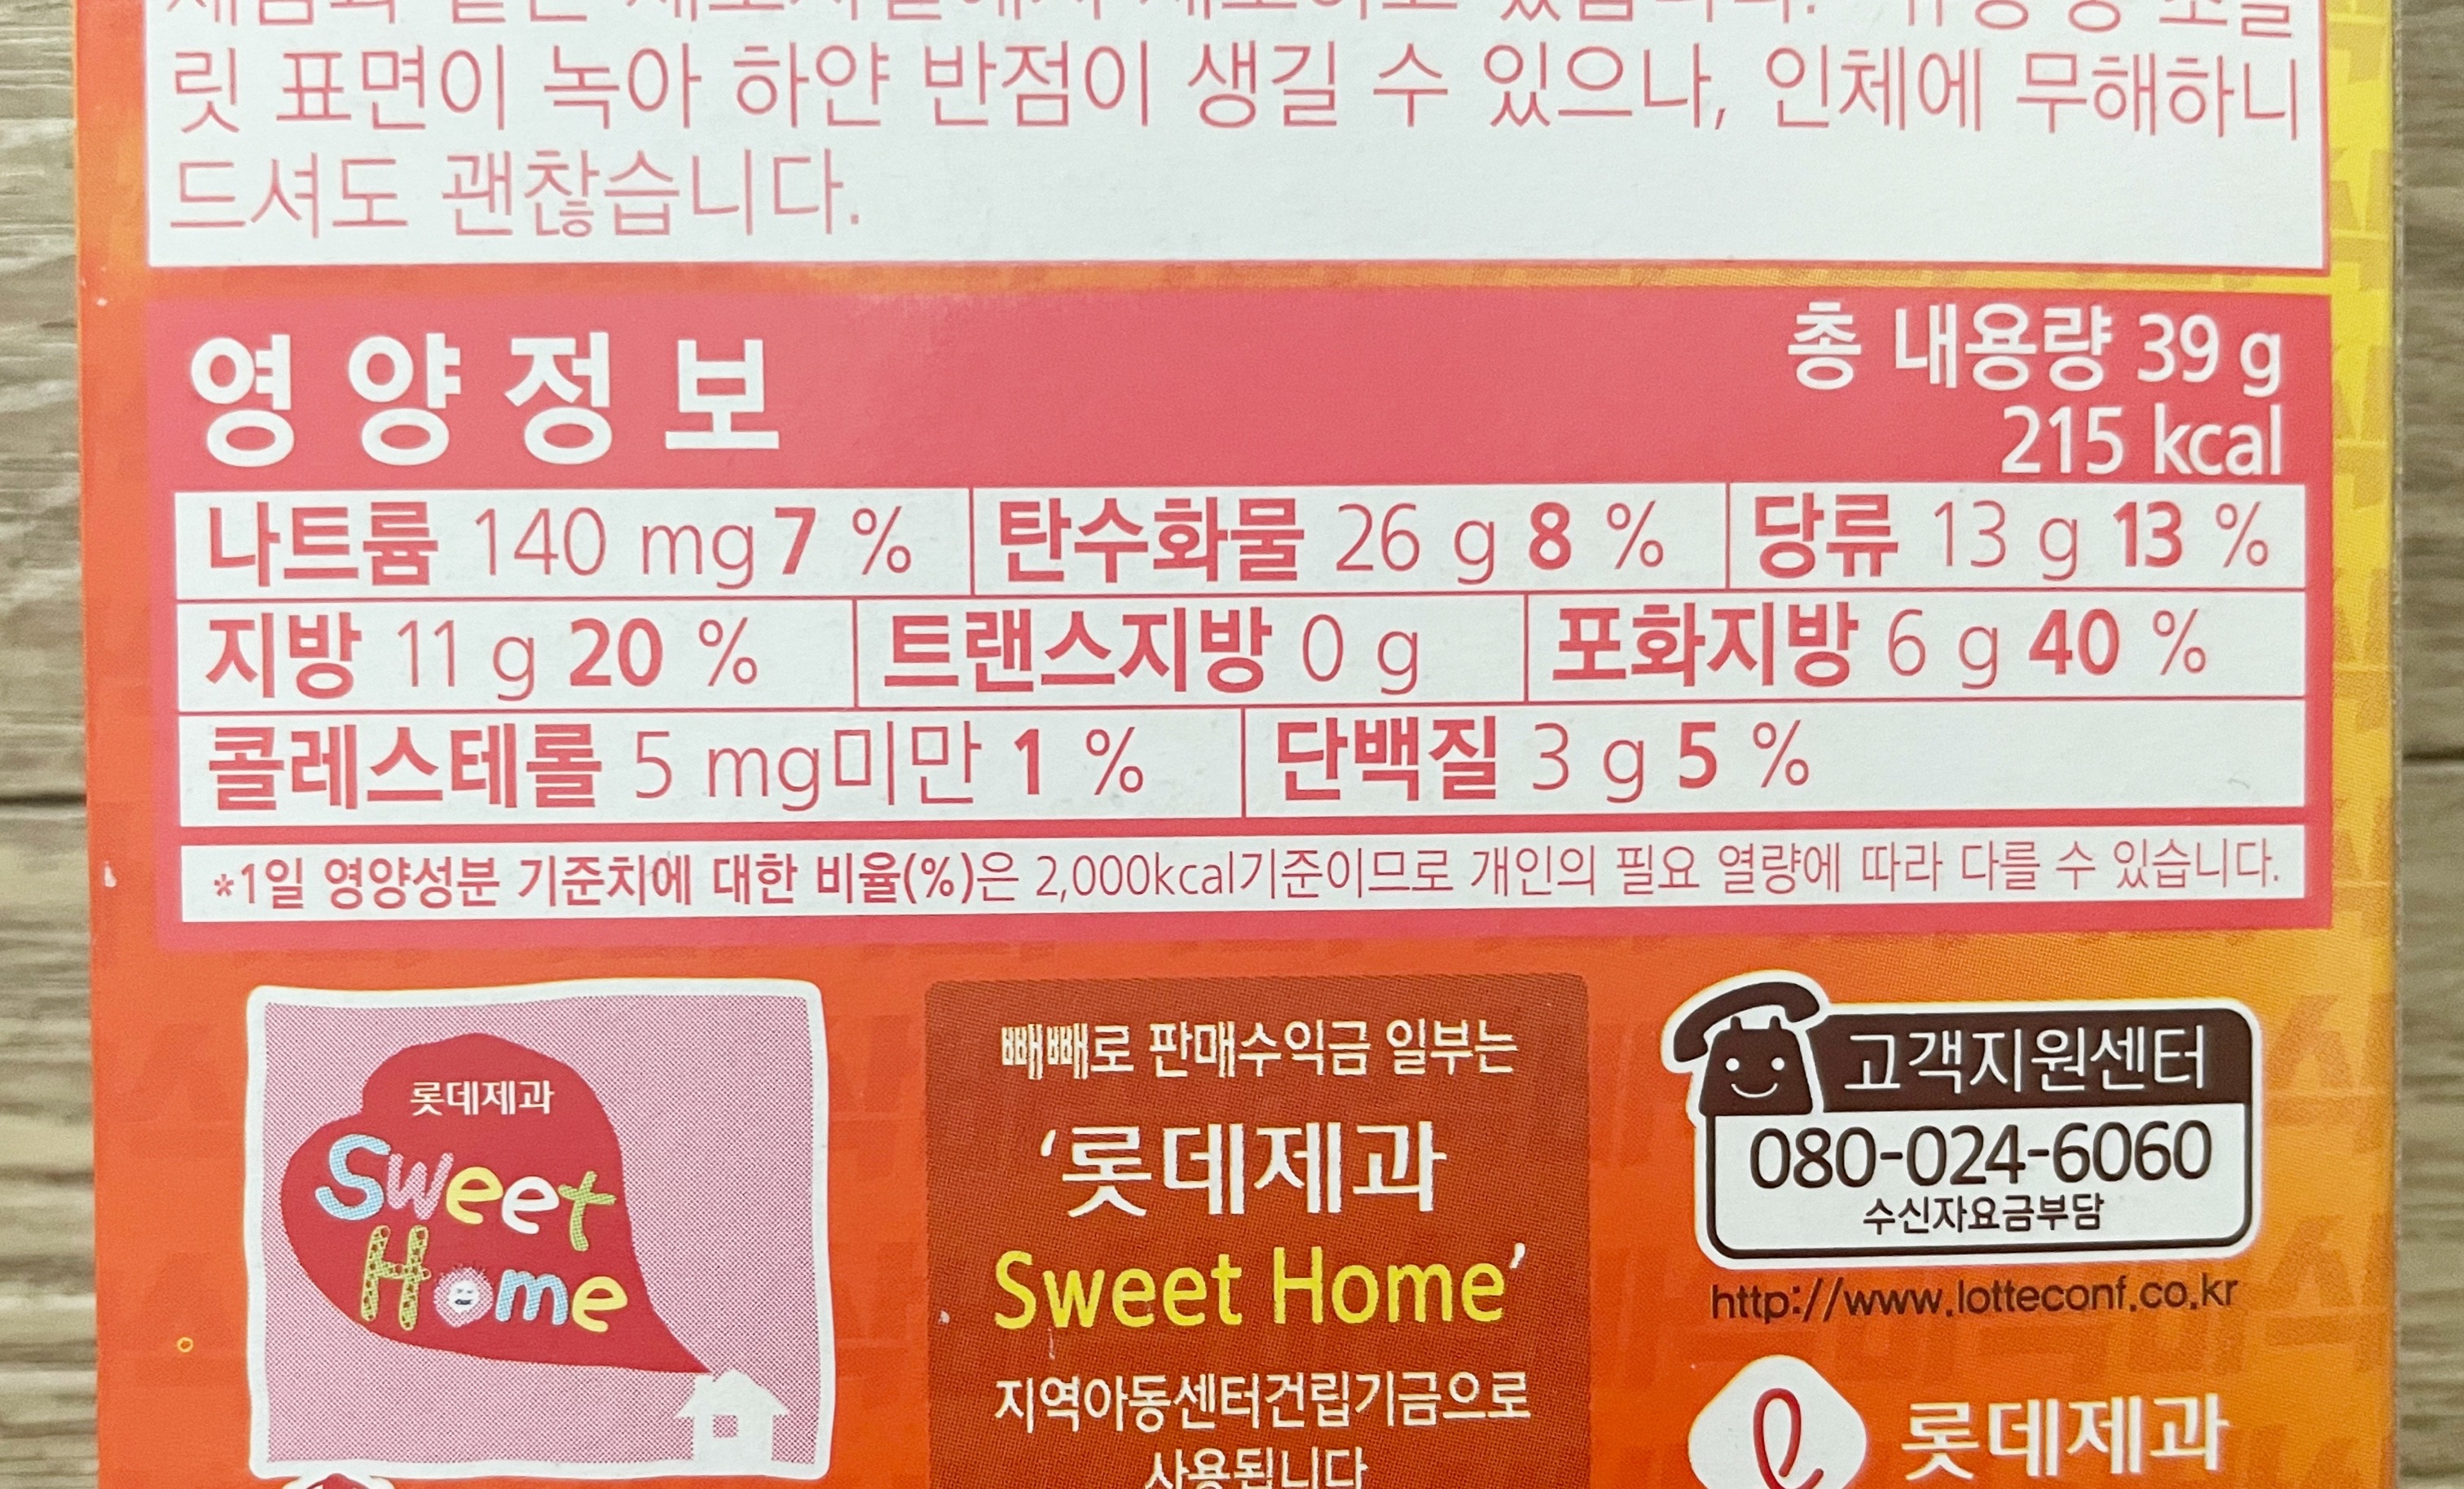 릿 표면이 녹아 하얀 반점이 생길 수 있으나, 인체에 무해하니
드셔도 괜찮습니다.
영양정보
총 내용량 39 g
215 kcal
나트륨 140 mg 7 % 탄수화물 26 g 8 % 당류 13 g 13 %
지방 11 g 20 % 트랜스지방 0 g 포화지방 6 g 40 %
콜레스테롤 5 mg미만 1 % 단백질 3 g 5 %
*1일 영양성분 기준치에 대한 비율(%)은 2,000kcal기준이므로 개인의 필요 열량에 따라 다를 수 있습니다.
롯데제과
Sweet
Home
빼빼로 판매수익금 일부는
‘롯데제과
Sweet Home’
지역아동센터건립기금으로
사용됩니다
고객지원센터
080-024-6060
수신자요금부담
http://www.lotteconf.co.kr
롯데제과